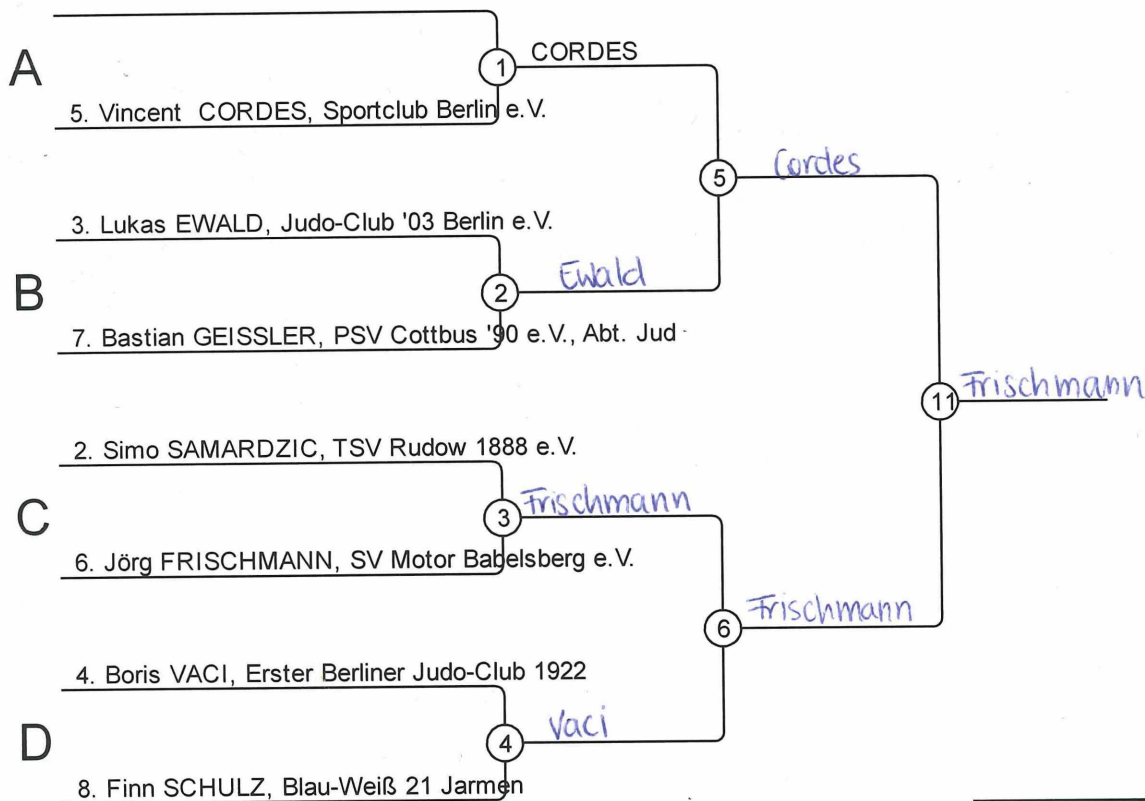 A
1
CORDES
5. Vincent CORDES, Sportclub Berlin e.V.
5
Cordes
3. Lukas EWALD, Judo-Club '03 Berlin e.V.
B
2
Ewald
7. Bastian GEISSLER, PSV Cottbus '90 e.V., Abt. Jud
11
Frischmann
2. Simo SAMARDZIC, TSV Rudow 1888 e.V.
C
3
Frischmann
6. Jörg FRISCHMANN, SV Motor Babelsberg e.V.
6
Frischmann
4. Boris VACI, Erster Berliner Judo-Club 1922
D
4
Vaci
8. Finn SCHULZ, Blau-Weiß 21 Jarmen